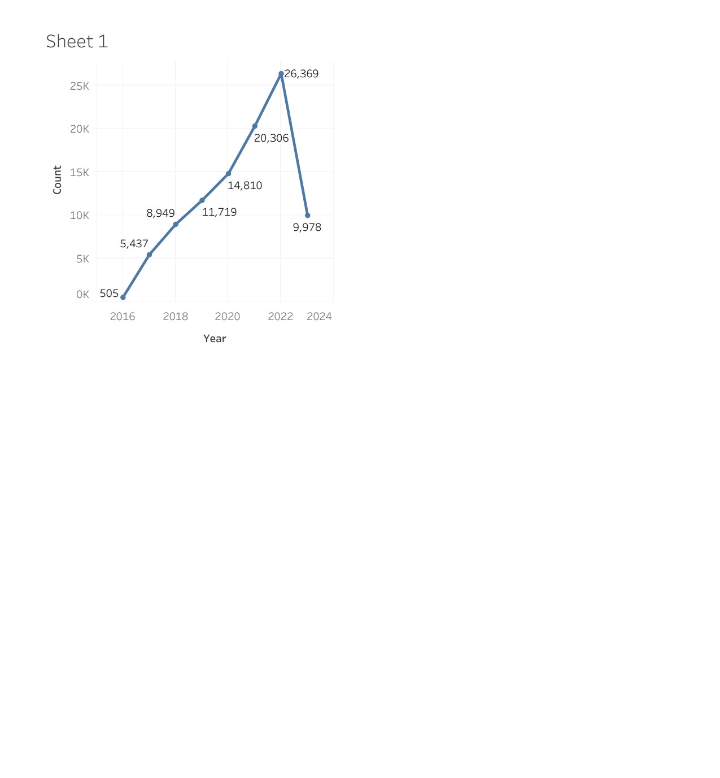 Sheet 1
26,369
25K
20K
20,306
15K
14,810
Count
10K
8,949
11,719
9,978
5,437
5K
505
0K
2016 2018 2020 2022 2024
Year